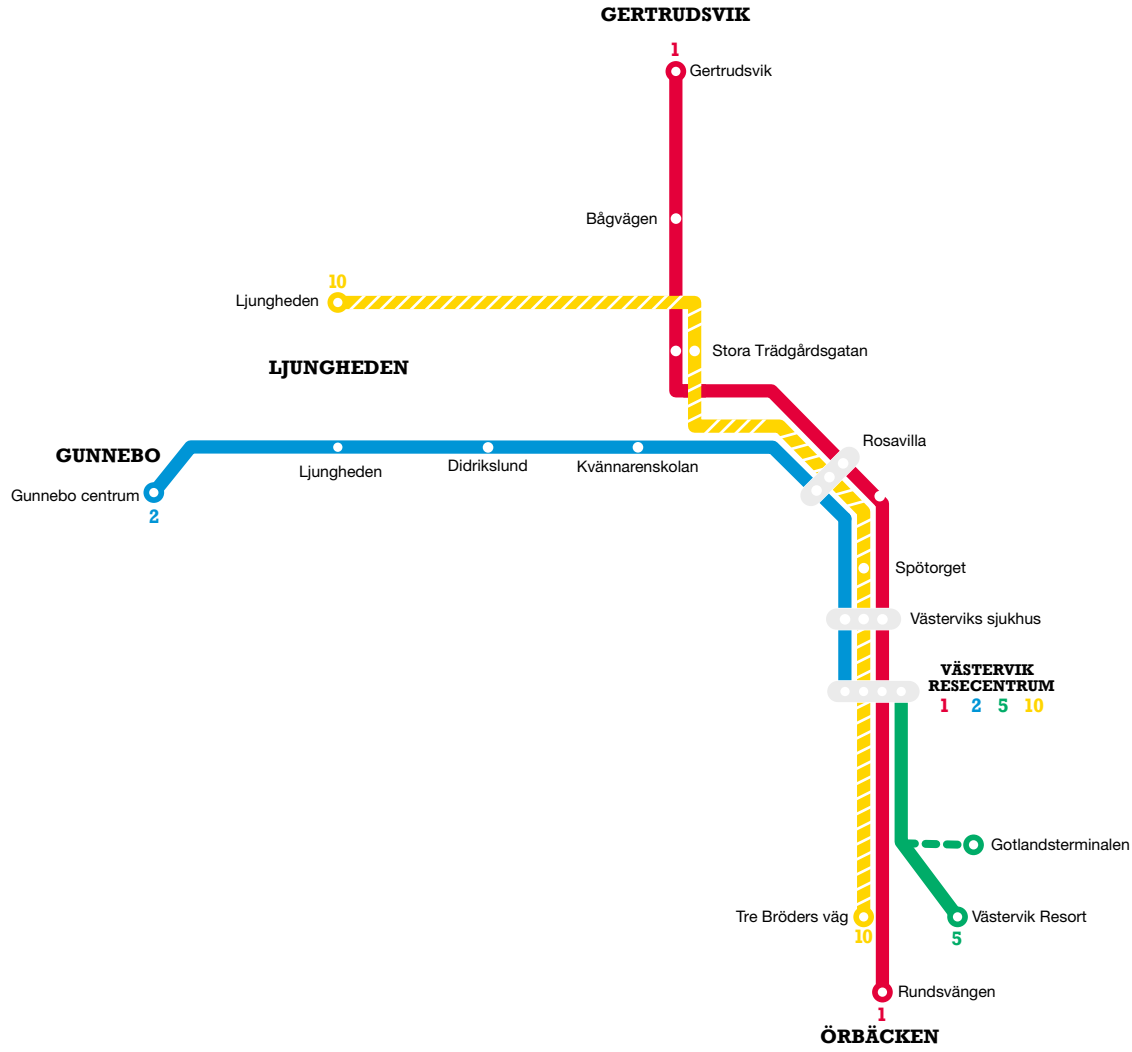 GERTRUDSVIK
1
Gertrudsvik
Bågvägen
10
Ljungheden
Stora Trädgårdsgatan
LJUNGHEDEN
Rosavilla
GUNNEBO
Ljungheden
Didrikslund
Kvännarenskolan
Gunnebo centrum
2
Spötorget
Västerviks sjukhus
VÄSTERVIK
RESECENTRUM
1 2 5 10
Gotlandsterminalen
Tre Bröders väg
Västervik Resort
10
5
Rundsvängen
1
ÖRBÄCKEN